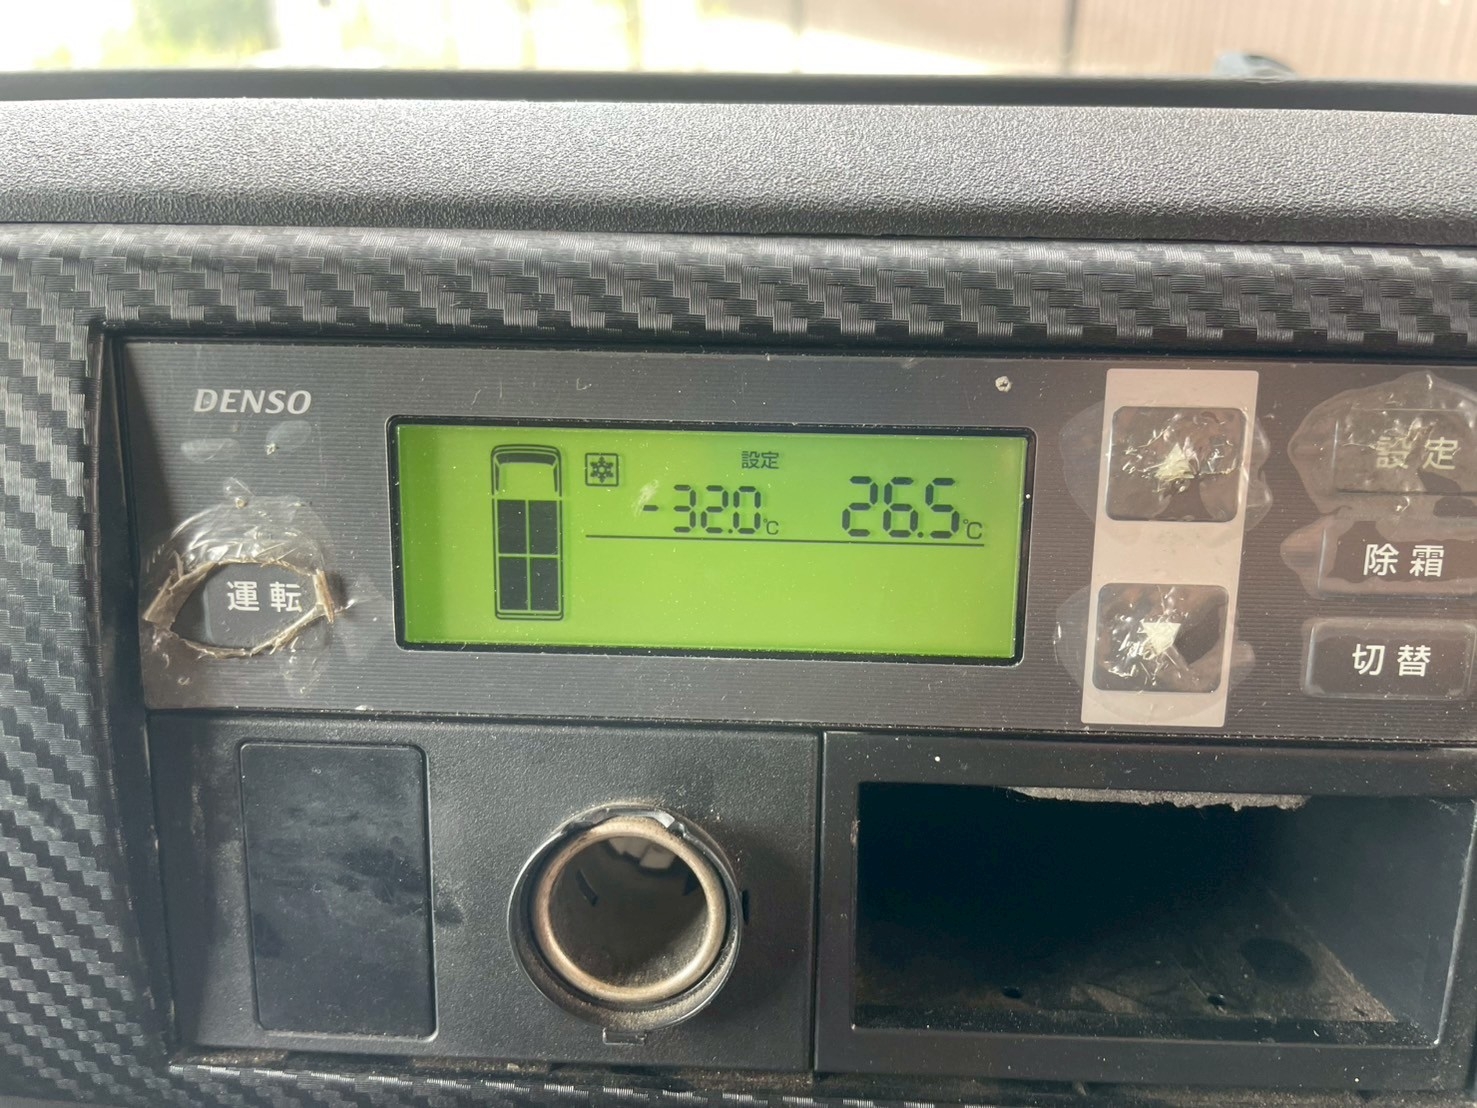 DENSO
設定
-32.0℃ 26.5℃
設定
運転
除霜
切替